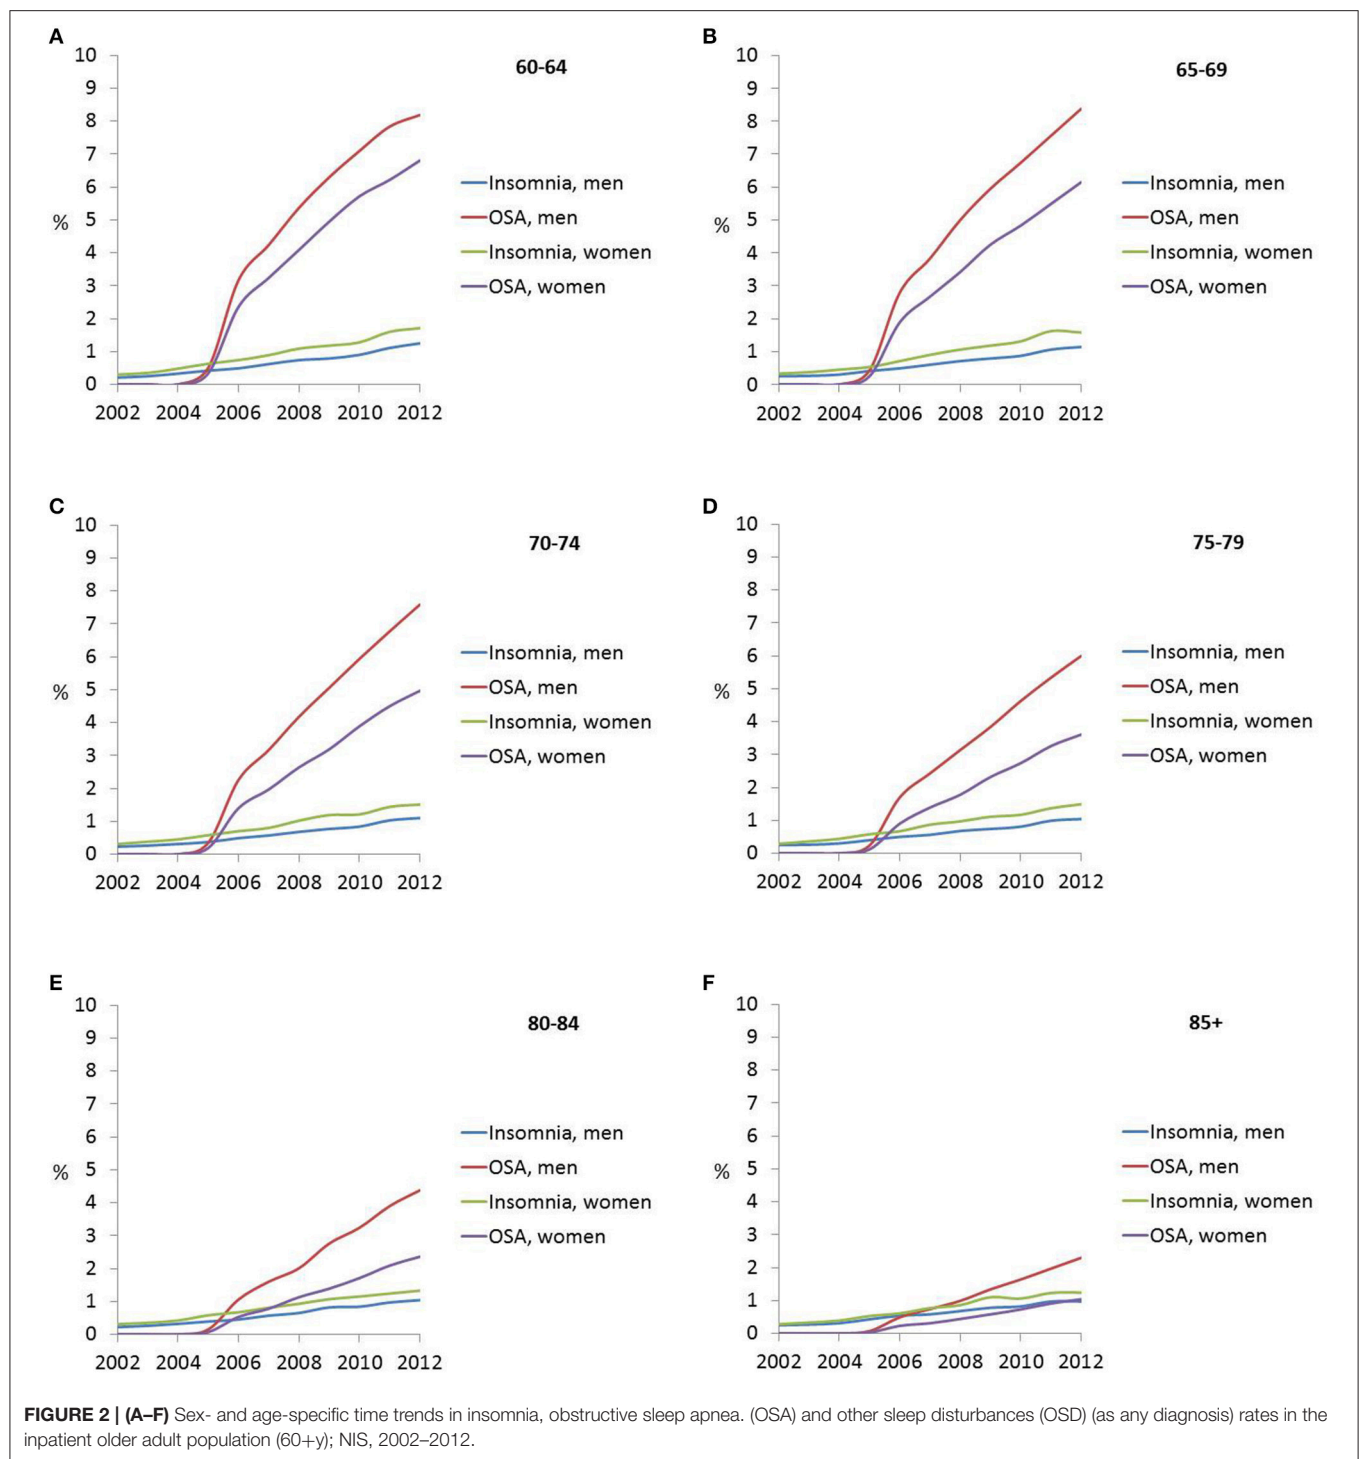 A
60-64
10
9
8
7
6
5
4
3
2
1
0
%
2002 2004 2006 2008 2010 2012
Insomnia, men
OSA, men
Insomnia, women
OSA, women
B
65-69
10
9
8
7
6
5
4
3
2
1
0
%
2002 2004 2006 2008 2010 2012
Insomnia, men
OSA, men
Insomnia, women
OSA, women
C
70-74
10
9
8
7
6
5
4
3
2
1
0
%
2002 2004 2006 2008 2010 2012
Insomnia, men
OSA, men
Insomnia, women
OSA, women
D
75-79
10
9
8
7
6
5
4
3
2
1
0
%
2002 2004 2006 2008 2010 2012
Insomnia, men
OSA, men
Insomnia, women
OSA, women
E
80-84
10
9
8
7
6
5
4
3
2
1
0
%
2002 2004 2006 2008 2010 2012
Insomnia, men
OSA, men
Insomnia, women
OSA, women
F
85+
10
9
8
7
6
5
4
3
2
1
0
%
2002 2004 2006 2008 2010 2012
Insomnia, men
OSA, men
Insomnia, women
OSA, women
FIGURE 2 | (A–F) Sex- and age-specific time trends in insomnia, obstructive sleep apnea. (OSA) and other sleep disturbances (OSD) (as any diagnosis) rates in the
inpatient older adult population (60+y); NIS, 2002–2012.